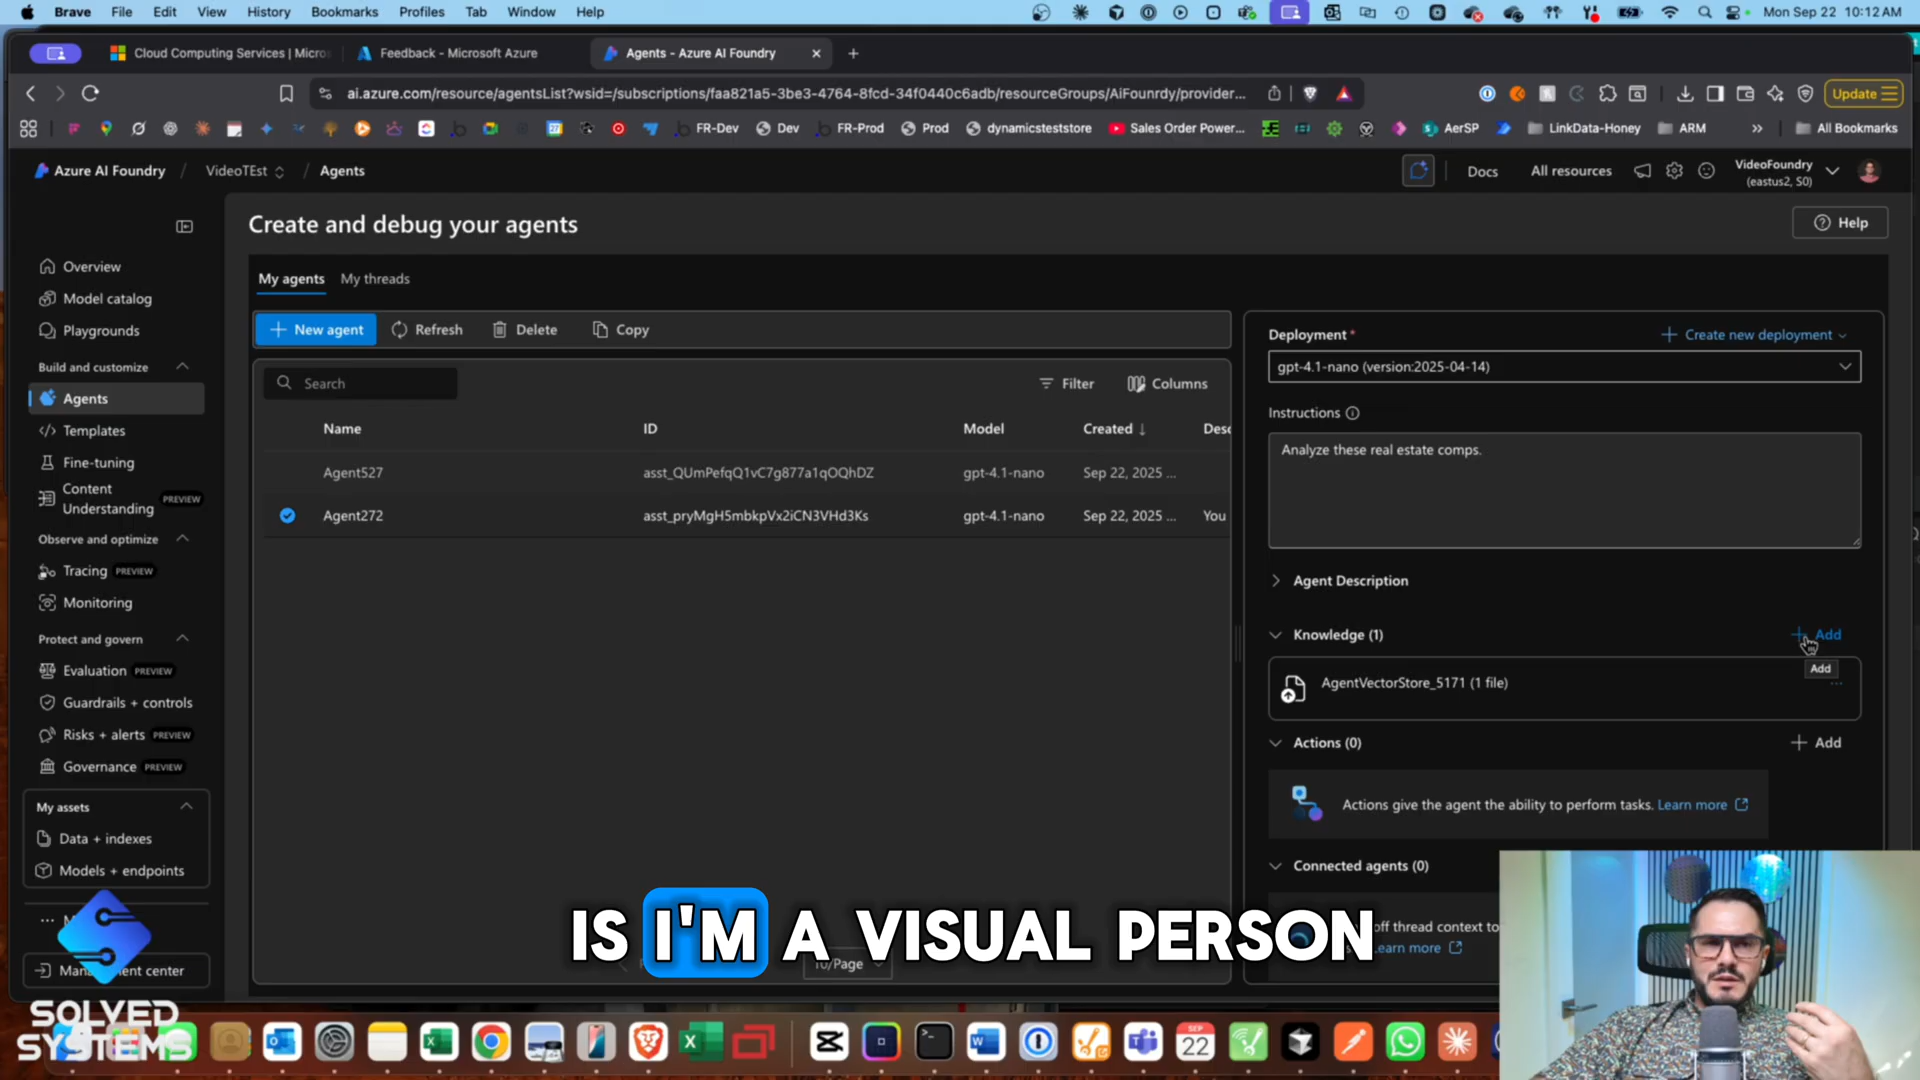 Brave File Edit View History Bookmarks Profiles Tab Window Help Mon Sep 22 10:12 AM
Cloud Computing Services | Micro Feedback - Microsoft Azure Agents - Azure AI Foundry
ai.azure.com/resource/agentsList?wsid=/subscriptions/faa821a5-3be3-4764-8fcd-34f0440c6adb/resourceGroups/AiFounrdy/provider... Update
FR-Dev Dev FR-Prod Prod dynamicsteststore Sales Order Power... AerSP LinkData-Honey ARM » All Bookmarks
Azure AI Foundry / VideoTEst / Agents Docs All resources VideoFoundry
(eastus2, S0)
Create and debug your agents Help
My agents My threads
New agent Refresh Delete Copy
Search Filter Columns
Name ID Model Created ↓ Desc
Agent527 asst_QUmPefqQ1vC7g877a1qOQhDZ gpt-4.1-nano Sep 22, 2025 ...
Agent272 asst_pryMgH5mbkpVx2iCN3VHd3Ks gpt-4.1-nano Sep 22, 2025 ... You
/Page
Overview
Model catalog
Playgrounds
Build and customize
Agents
Templates
Fine-tuning
Content
Understanding PREVIEW
Observe and optimize
Tracing PREVIEW
Monitoring
Protect and govern
Evaluation PREVIEW
Guardrails + controls
Risks + alerts PREVIEW
Governance PREVIEW
My assets
Data + indexes
Models + endpoints
Deployment * Create new deployment
gpt-4.1-nano (version:2025-04-14)
Instructions
Analyze these real estate comps.
Agent Description
Knowledge (1) Add
Add
AgentVectorStore_5171 (1 file)
Actions (0) Add
Actions give the agent the ability to perform tasks. Learn more
Connected agents (0)
off thread context to
earn more
IS I'M A VISUAL PERSON
SOLVED
SYSTEMS
SEP
22